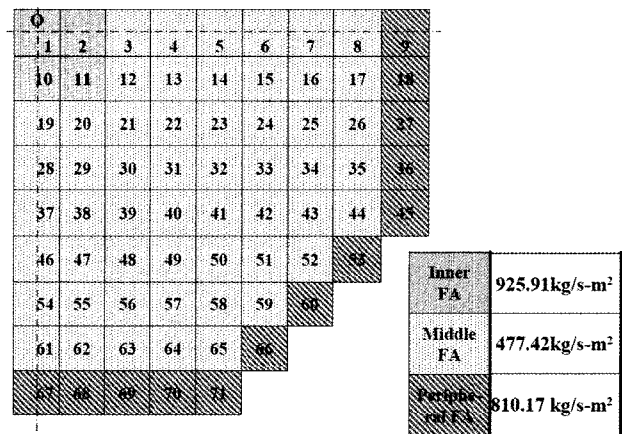 O
1 2 3 4 5 6 7 8 9
10 11 12 13 14 15 16 17 18
19 20 21 22 23 24 25 26 27
28 29 30 31 32 33 34 35 36
37 38 39 40 41 42 43 44 45
46 47 48 49 50 51 52 53
54 55 56 57 58 59 60
61 62 63 64 65 66
67 68 69 70 71
Inner
FA
925.91kg/s-m²
Middle
FA
477.42kg/s-m²
Periphe-
ral FA
810.17 kg/s-m²